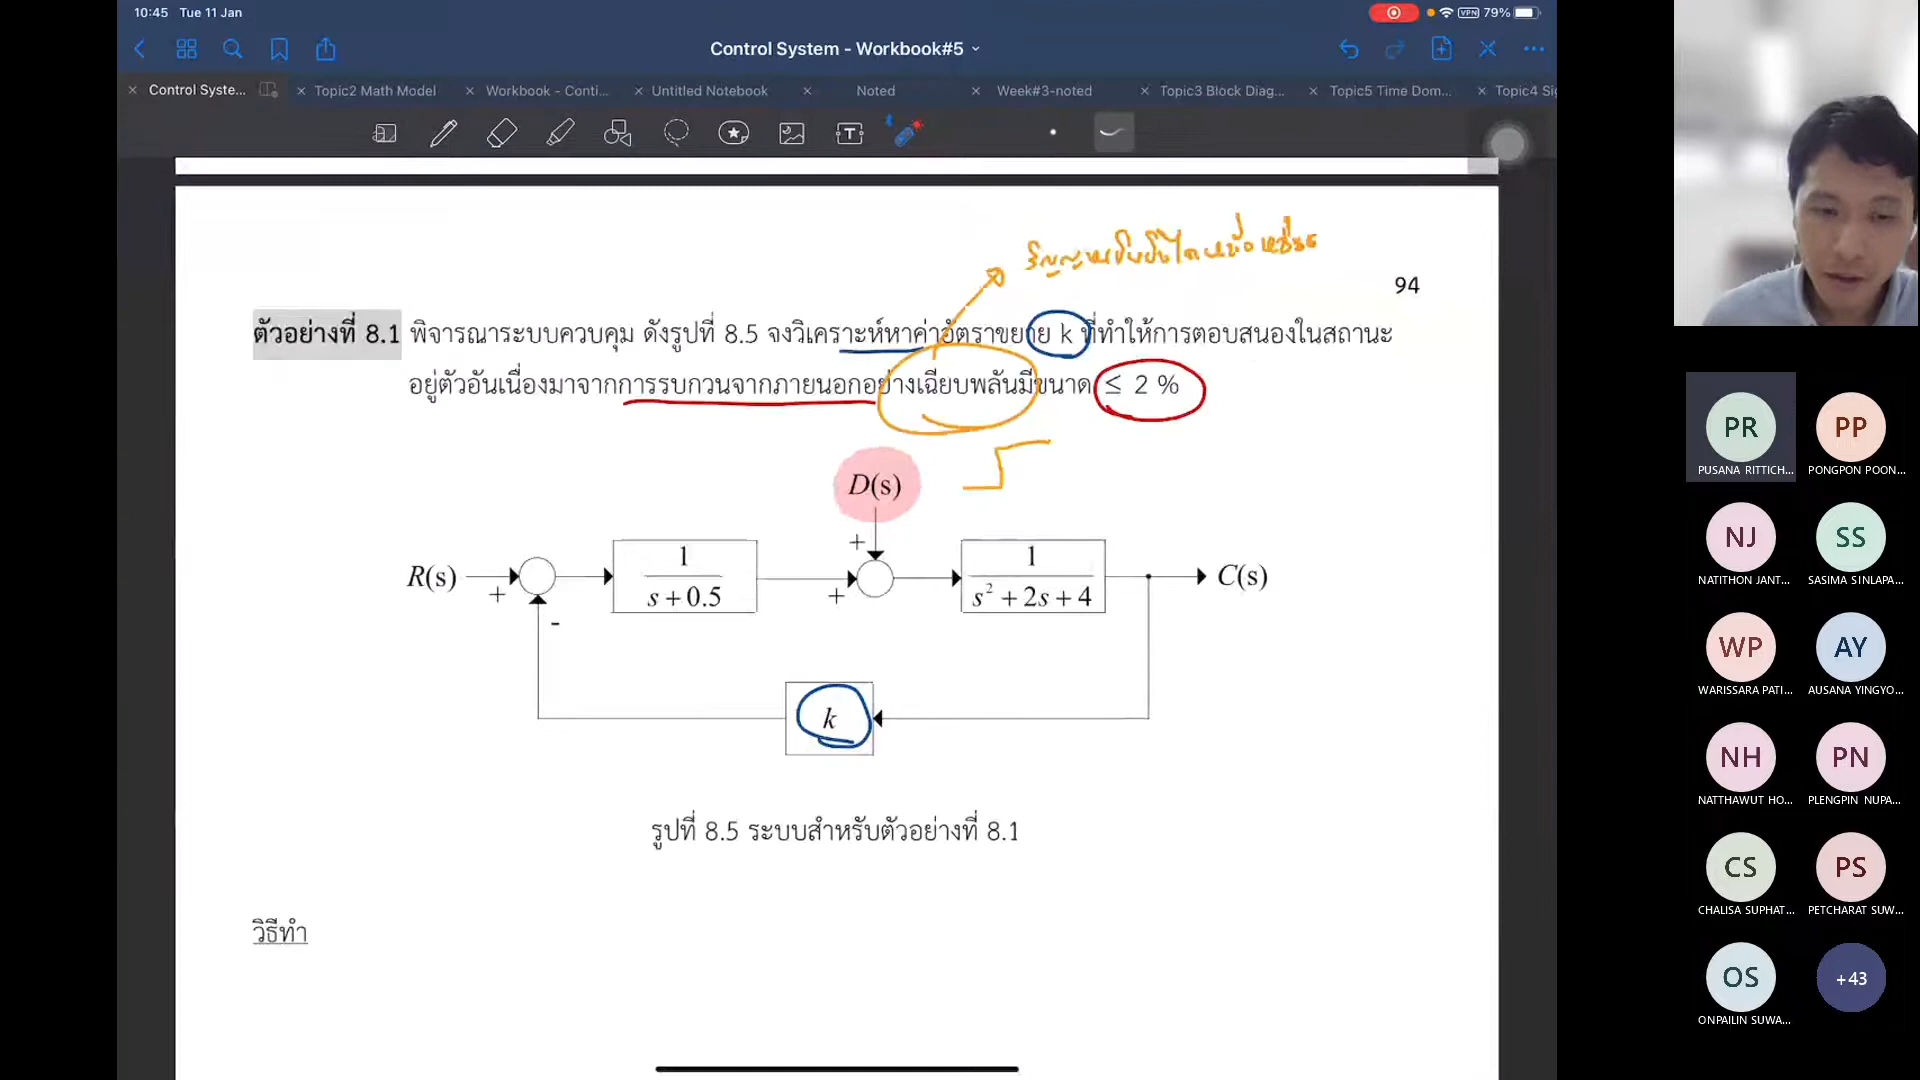 10:45 Tue 11 Jan
VPN 79%
Control System - Workbook#5
Control Syste...
Topic2 Math Model
Workbook - Conti...
Untitled Notebook
Noted
Week#3-noted
Topic3 Block Diag...
Topic5 Time Dom...
Topic4 Si
94
ตัวอย่างที่ 8.1 พิจารณาระบบควบคุม ดังรูปที่ 8.5 จงวิเคราะห์หาค่าอัตราขยาย k ที่ทำให้การตอบสนองในสถานะ
อยู่ตัวอันเนื่องมาจากการรบกวนจากภายนอกอย่างเฉียบพลันมีขนาด ≤ 2 %
D(s)
+
R(s)
+
-
1
s + 0.5
+
1
s² + 2s + 4
C(s)
k
รูปที่ 8.5 ระบบสำหรับตัวอย่างที่ 8.1
วิธีทำ
PR
PUSANA RITTICH...
PP
PONGPON POON...
NJ
NATITHON JANT...
SS
SASIMA SINLAPA...
WP
WARISSARA PATI...
AY
AUSANA YINGYO...
NH
NATTHAWUT HO...
PN
PLENGPIN NUPA...
CS
CHALISA SUPHAT...
PS
PETCHARAT SUW...
OS
ONPAILIN SUWA...
+43